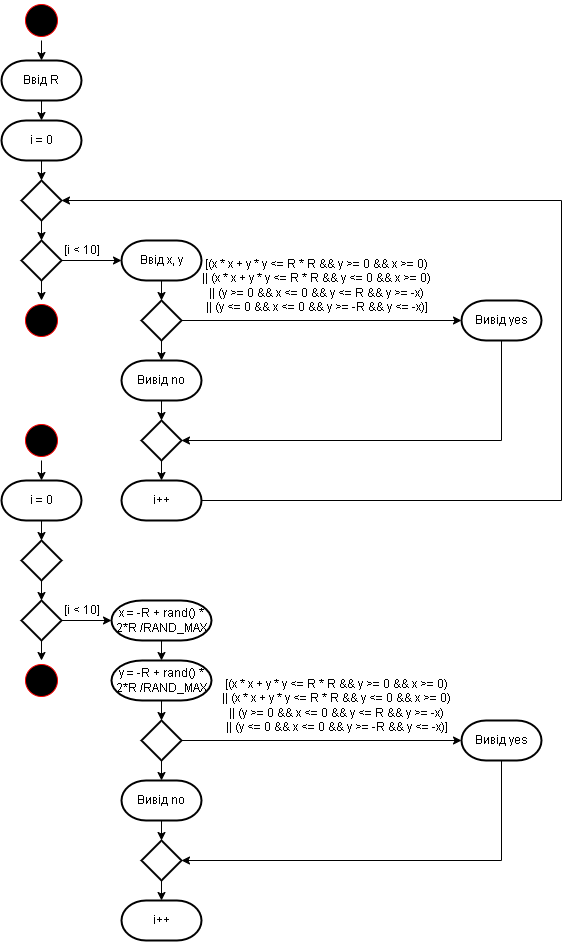 Ввід R
i = 0
[i < 10]
Ввід x, y
[(x * x + y * y <= R * R && y >= 0 && x >= 0)
|| (x * x + y * y <= R * R && y <= 0 && x >= 0)
|| (y >= 0 && x <= 0 && y <= R && y >= -x)
|| (y <= 0 && x <= 0 && y >= -R && y <= -x)]
Вивід yes
Вивід no
i++
i = 0
[i < 10]
x = -R + rand() *
2*R /RAND_MAX
y = -R + rand() *
2*R /RAND_MAX
[(x * x + y * y <= R * R && y >= 0 && x >= 0)
|| (x * x + y * y <= R * R && y <= 0 && x >= 0)
|| (y >= 0 && x <= 0 && y <= R && y >= -x)
|| (y <= 0 && x <= 0 && y >= -R && y <= -x)]
Вивід yes
Вивід no
i++